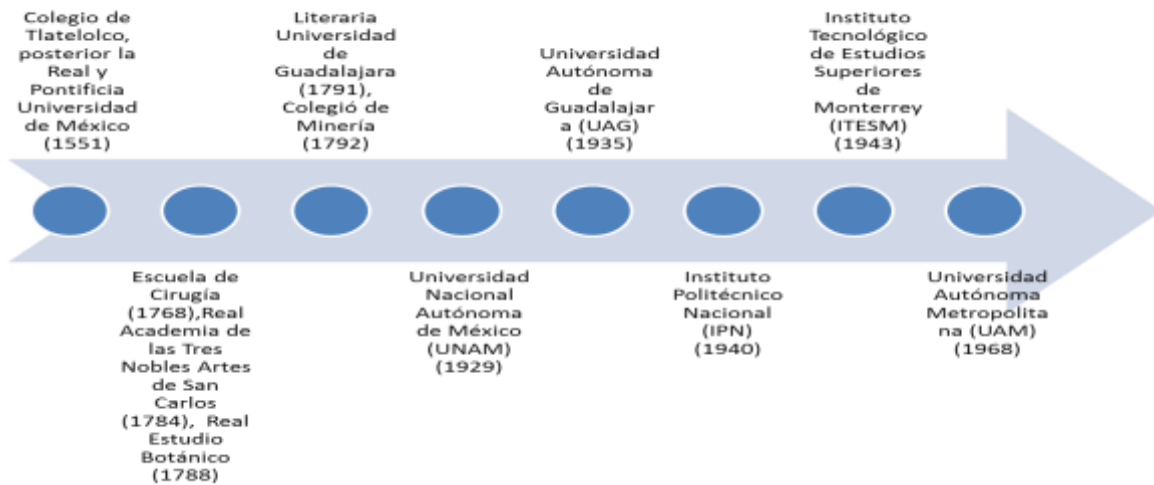 Colegio de
Tlatelolco,
posterior la
Real y
Pontificia
Universidad
de México
(1551)
Escuela de
Cirugía
(1768),Real
Academia de
las Tres
Nobles Artes
de San
Carlos
(1784), Real
Estudio
Botánico
(1788)
Literaria
Universidad
de
Guadalajara
(1791),
Colegió de
Minería
(1792)
Universidad
Nacional
Autónoma
de México
(UNAM)
(1929)
Universidad
Autónoma
de
Guadalajar
a (UAG)
(1935)
Instituto
Politécnico
Nacional
(IPN)
(1940)
Instituto
Tecnológico
de Estudios
Superiores
de
Monterrey
(ITESM)
(1943)
Universidad
Autónoma
Metropolita
na (UAM)
(1968)